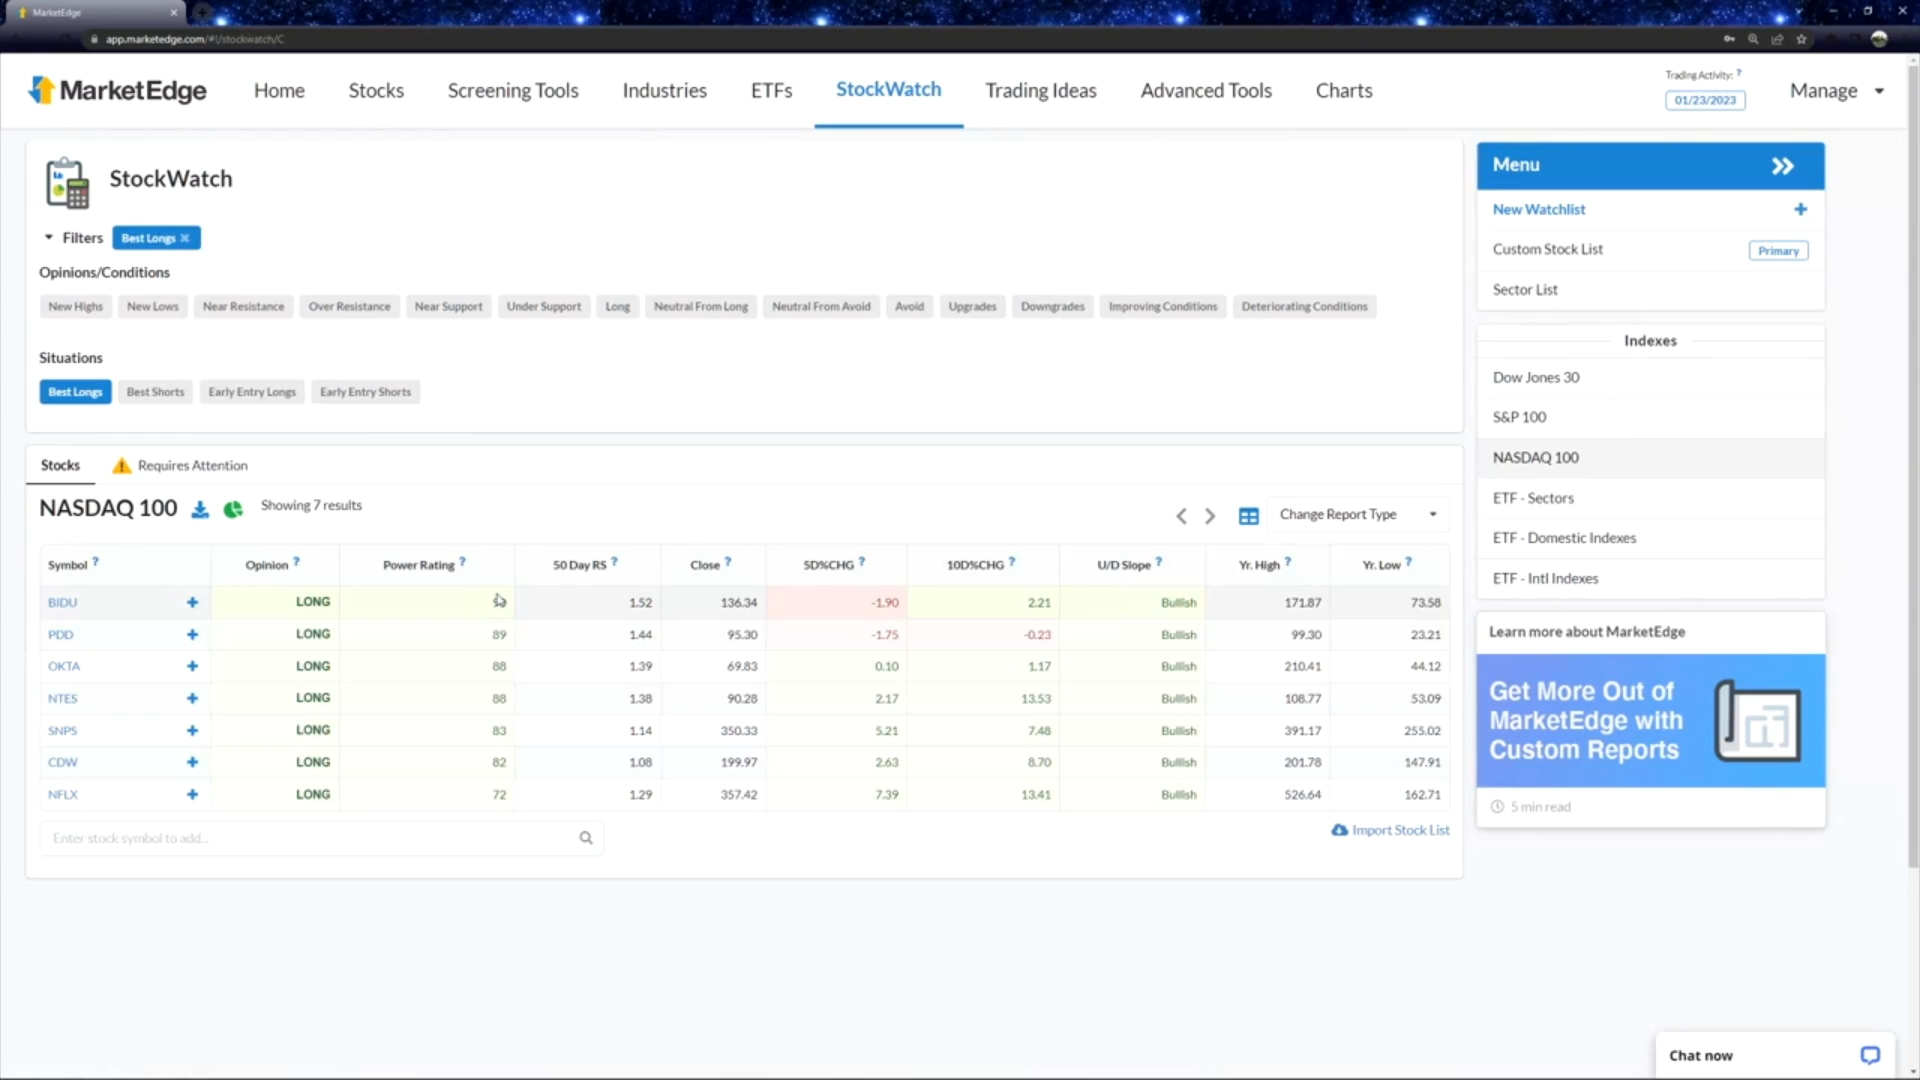 MarketEdge
app.marketedge.com/#!/stockwatch/C
MarketEdge
Home
Stocks
Screening Tools
Industries
ETFs
StockWatch
Trading Ideas
Advanced Tools
Charts
Trading Activity: ?
01/23/2023
Manage
StockWatch
Filters
Best Longs ×
Opinions/Conditions
New Highs
New Lows
Near Resistance
Over Resistance
Near Support
Under Support
Long
Neutral From Long
Neutral From Avoid
Avoid
Upgrades
Downgrades
Improving Conditions
Deteriorating Conditions
Situations
Best Longs
Best Shorts
Early Entry Longs
Early Entry Shorts
Stocks
Requires Attention
NASDAQ 100
Showing 7 results
Change Report Type
Symbol ? Opinion ? Power Rating ? 50 Day RS ? Close ? 5D%CHG ? 10D%CHG ? U/D Slope ? Yr. High ? Yr. Low ?
BIDU + LONG 1.52 136.34 -1.90 2.21 Bullish 171.87 73.58
PDD + LONG 89 1.44 95.30 -1.75 -0.23 Bullish 99.30 23.21
OKTA + LONG 88 1.39 69.83 0.10 1.17 Bullish 210.41 44.12
NTES + LONG 88 1.38 90.28 2.17 13.53 Bullish 108.77 53.09
SNPS + LONG 83 1.14 350.33 5.21 7.48 Bullish 391.17 255.02
CDW + LONG 82 1.08 199.97 2.63 8.70 Bullish 201.78 147.91
NFLX + LONG 72 1.29 357.42 7.39 13.41 Bullish 526.64 162.71
Enter stock symbol to add...
Import Stock List
Menu
New Watchlist +
Custom Stock List
Primary
Sector List
Indexes
Dow Jones 30
S&P 100
NASDAQ 100
ETF - Sectors
ETF - Domestic Indexes
ETF - Intl Indexes
Learn more about MarketEdge
Get More Out of
MarketEdge with
Custom Reports
5 min read
Chat now